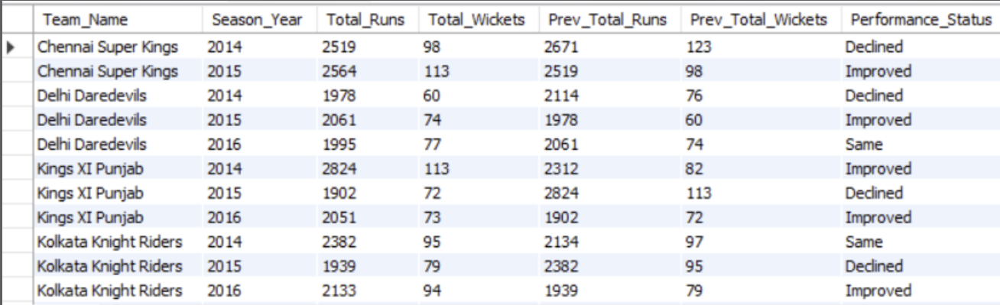 Team_Name Season_Year Total_Runs Total_Wickets Prev_Total_Runs Prev_Total_Wickets Performance_Status
Chennai Super Kings 2014 2519 98 2671 123 Declined
Chennai Super Kings 2015 2564 113 2519 98 Improved
Delhi Daredevils 2014 1978 60 2114 76 Declined
Delhi Daredevils 2015 2061 74 1978 60 Improved
Delhi Daredevils 2016 1995 77 2061 74 Same
Kings XI Punjab 2014 2824 113 2312 82 Improved
Kings XI Punjab 2015 1902 72 2824 113 Declined
Kings XI Punjab 2016 2051 73 1902 72 Improved
Kolkata Knight Riders 2014 2382 95 2134 97 Same
Kolkata Knight Riders 2015 1939 79 2382 95 Declined
Kolkata Knight Riders 2016 2133 94 1939 79 Improved